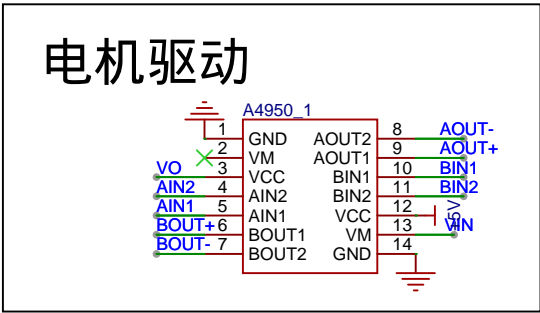 电机驱动
A4950_1
1 GND AOUT2 8 AOUT-
2 VM AOUT1 9 AOUT+
VO 3 VCC BIN1 10 BIN1
AIN2 4 AIN2 BIN2 11 BIN2
AIN1 5 AIN1 VCC 12 +5V
BOUT+ 6 BOUT1 VM 13 VIN
BOUT- 7 BOUT2 GND 14